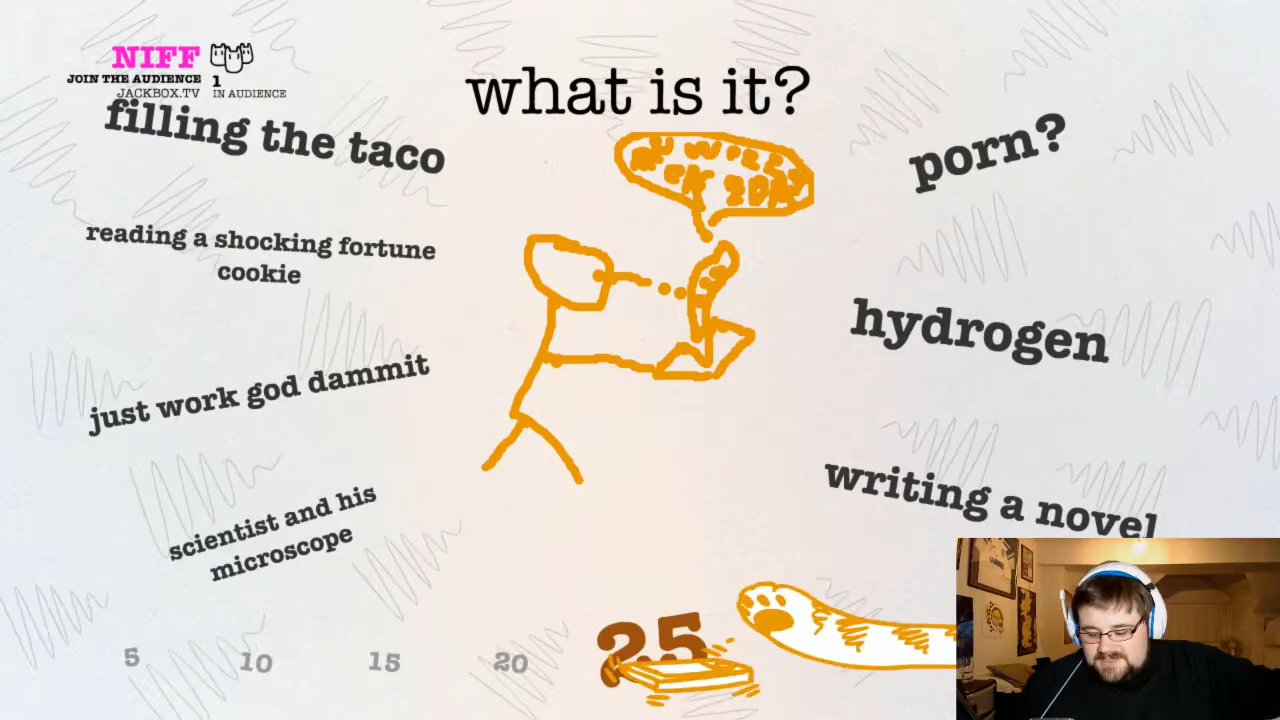 NIFF
JOIN THE AUDIENCE
JACKBOX.TV
1
IN AUDIENCE
what is it?
filling the taco
porn?
reading a shocking fortune
cookie
hydrogen
just work god dammit
writing a novel
scientist and his
microscope
5
10
15
20
25